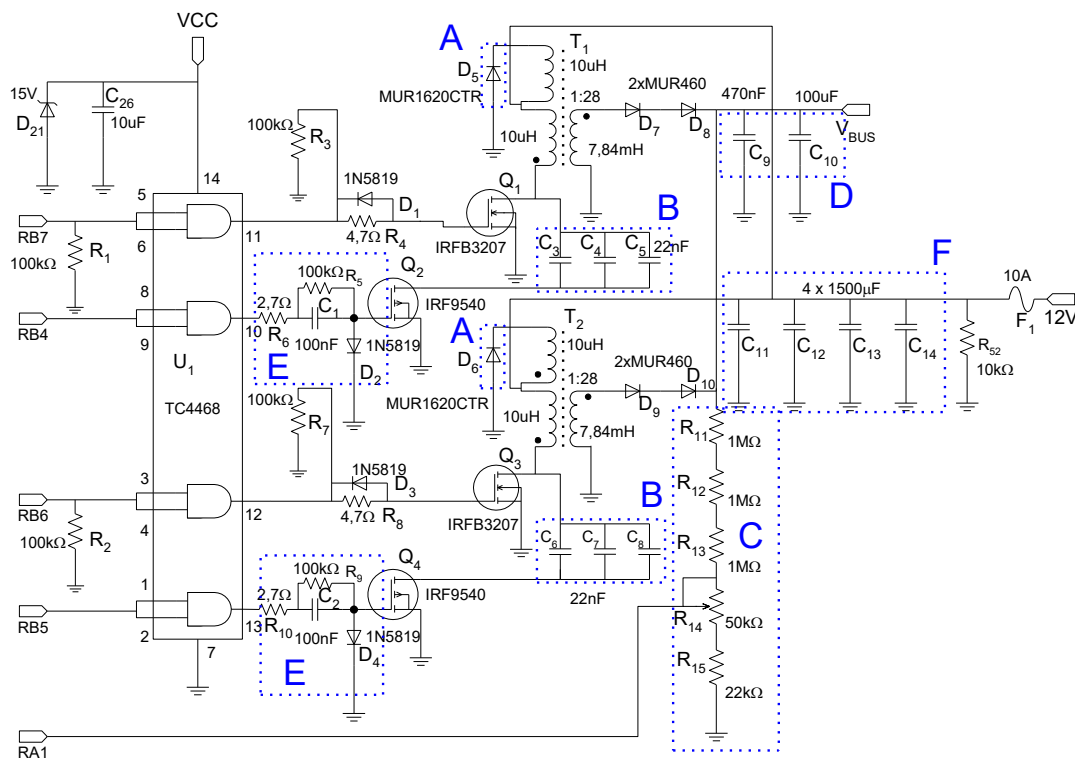 VCC
A
T1
10uH
D5
MUR1620CTR
1:28
2xMUR460
470nF
100uF
15V
C26
D21
10uF
100kΩ
R3
10uH
D7
D8
VBUS
7,84mH
C9
C10
D
14
1N5819
D1
Q1
5
RB7
6
R1
100kΩ
11
4,7Ω
R4
IRFB3207
B
C3
C4
C5
22nF
F
8
RB4
9
100kΩ
R5
Q2
2,7Ω
C1
IRF9540
10
R6
100nF
1N5819
E
D2
U1
TC4468
A
T2
10uH
D6
MUR1620CTR
1:28
2xMUR460
D10
10uH
D9
7,84mH
4 x 1500µF
10A
F1
12V
C11
C12
C13
C14
R52
10kΩ
100kΩ
R7
R11
1MΩ
3
RB6
4
R2
100kΩ
12
1N5819
D3
4,7Ω
R8
Q3
IRFB3207
B
C6
C7
C8
22nF
R12
1MΩ
R13
C
1MΩ
1
RB5
2
100kΩ
R9
Q4
2,7Ω
C2
IRF9540
13
R10
100nF
1N5819
D4
E
7
R14
50kΩ
R15
22kΩ
RA1